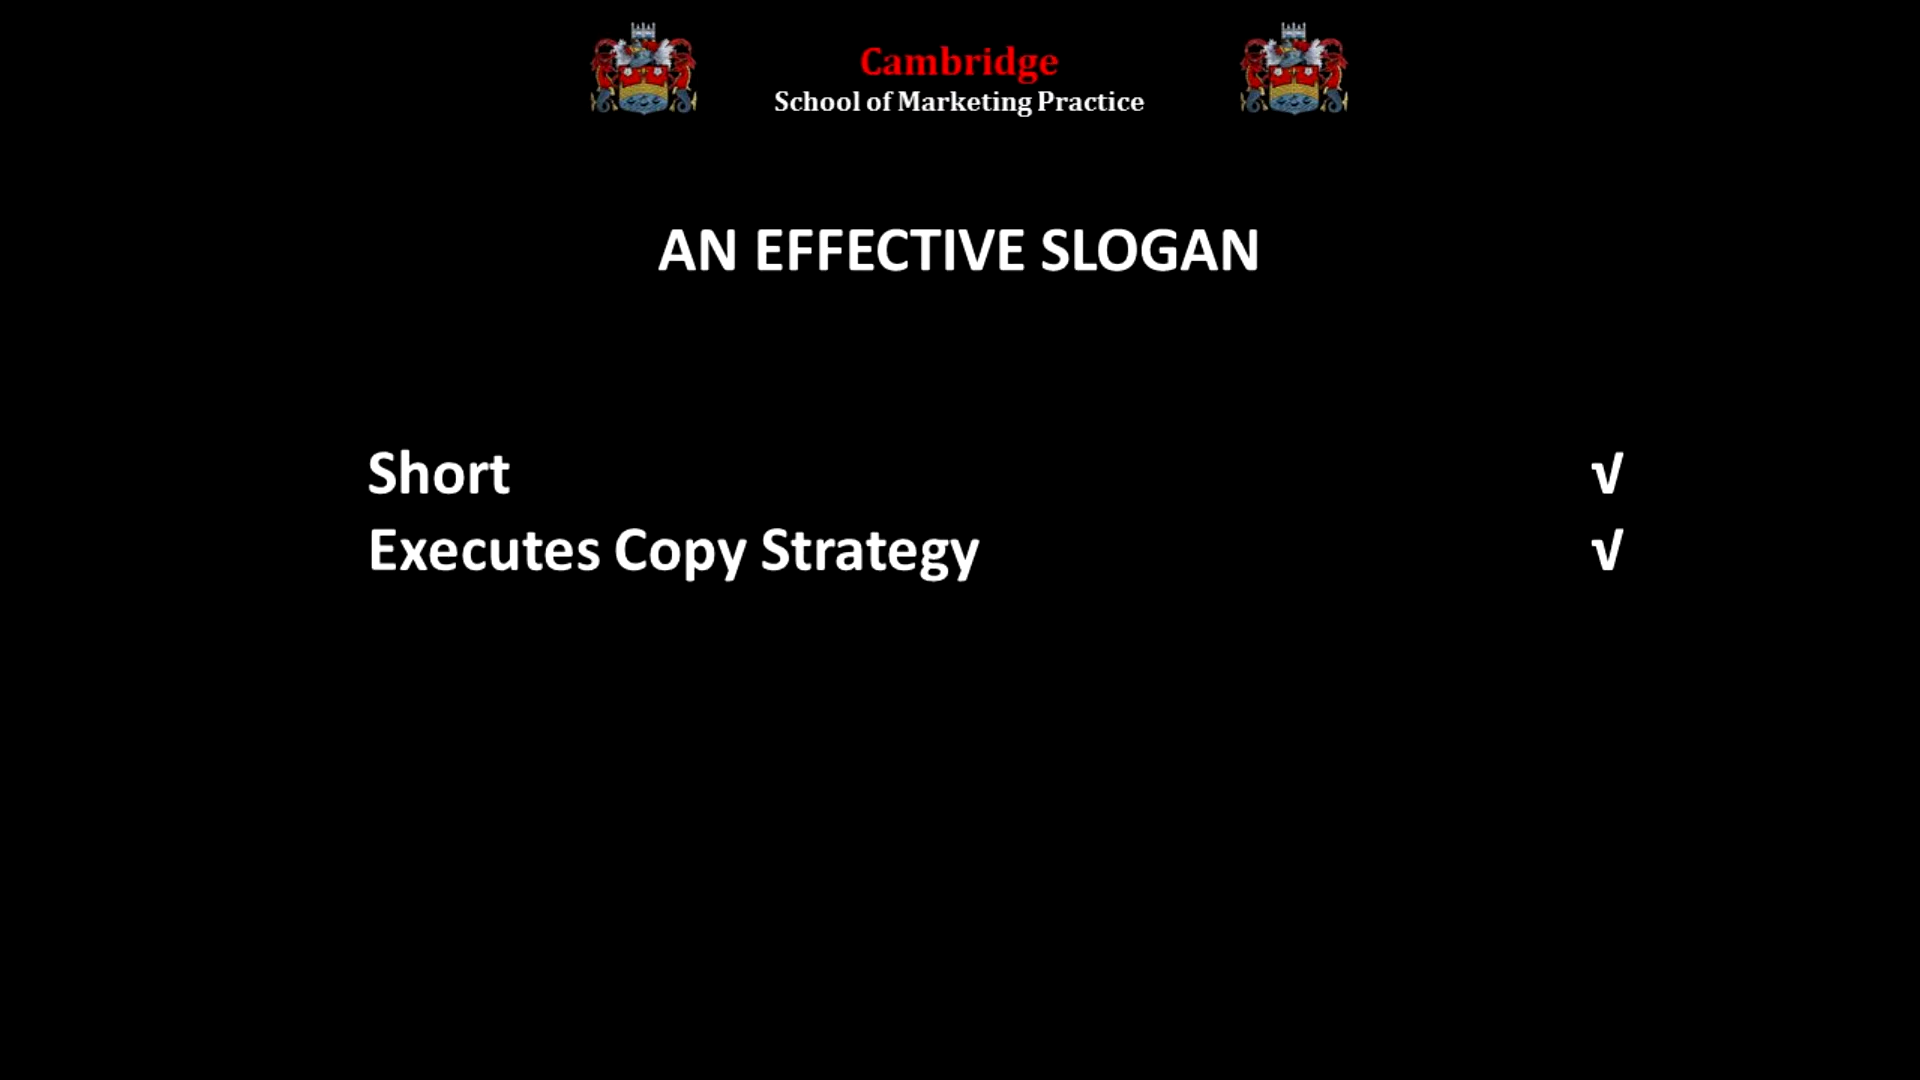 Cambridge
School of Marketing Practice
AN EFFECTIVE SLOGAN
Short √
Executes Copy Strategy √